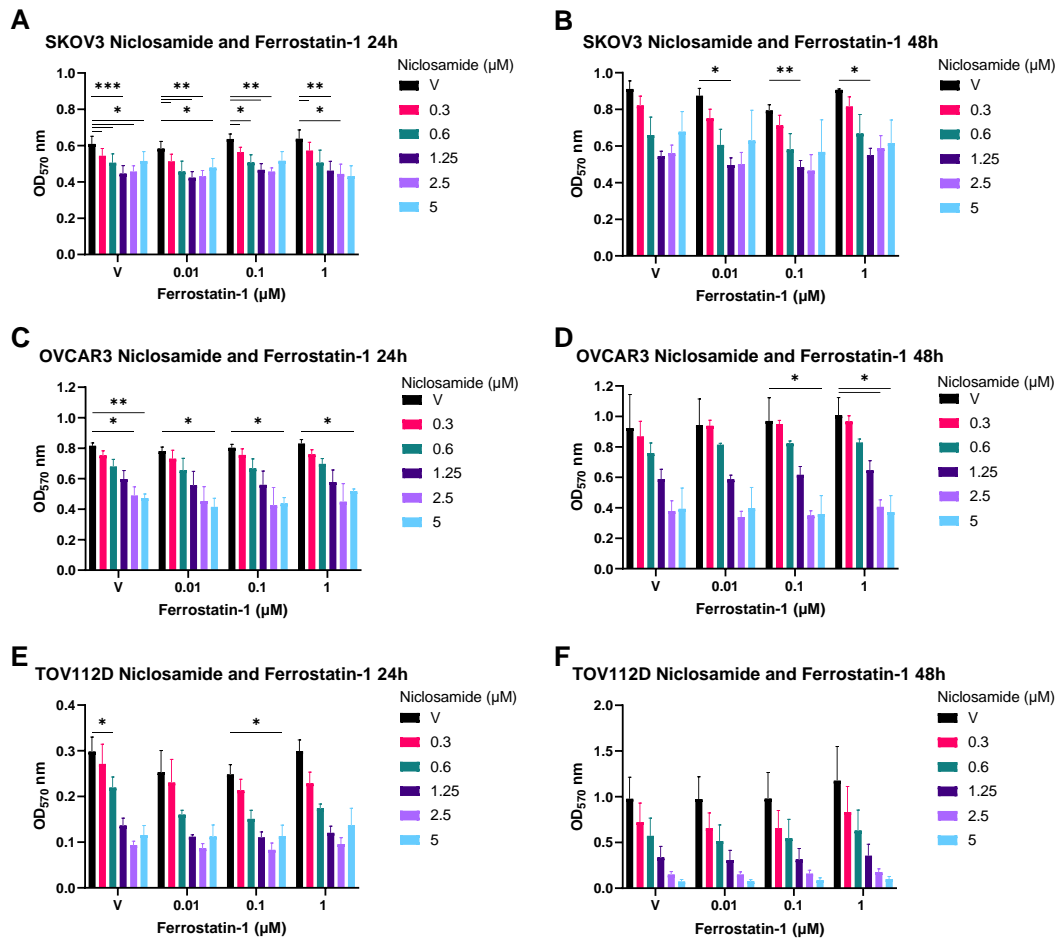 A
SKOV3 Niclosamide and Ferrostatin-1 24h
Niclosamide (µM)
V
0.3
0.6
1.25
2.5
5
1.0
0.8
0.6
0.4
0.2
0.0
OD570 nm
***
*
**
*
**
*
**
*
V
0.01
0.1
1
Ferrostatin-1 (µM)
B
SKOV3 Niclosamide and Ferrostatin-1 48h
Niclosamide (µM)
V
0.3
0.6
1.25
2.5
5
1.0
0.8
0.6
0.4
0.2
0.0
OD570 nm
*
**
*
V
0.01
0.1
1
Ferrostatin-1 (µM)
C
OVCAR3 Niclosamide and Ferrostatin-1 24h
Niclosamide (µM)
V
0.3
0.6
1.25
2.5
5
1.2
1.0
0.8
0.6
0.4
0.2
0.0
OD570 nm
**
*
*
*
*
V
0.01
0.1
1
Ferrostatin-1 (µM)
D
OVCAR3 Niclosamide and Ferrostatin-1 48h
Niclosamide (µM)
V
0.3
0.6
1.25
2.5
5
1.2
1.0
0.8
0.6
0.4
0.2
0.0
OD570 nm
*
*
V
0.01
0.1
1
Ferrostatin-1 (µM)
E
TOV112D Niclosamide and Ferrostatin-1 24h
Niclosamide (µM)
V
0.3
0.6
1.25
2.5
5
0.4
0.3
0.2
0.1
0.0
OD570 nm
*
*
V
0.01
0.1
1
Ferrostatin-1 (µM)
F
TOV112D Niclosamide and Ferrostatin-1 48h
Niclosamide (µM)
V
0.3
0.6
1.25
2.5
5
2.0
1.5
1.0
0.5
0.0
OD570 nm
V
0.01
0.1
1
Ferrostatin-1 (µM)